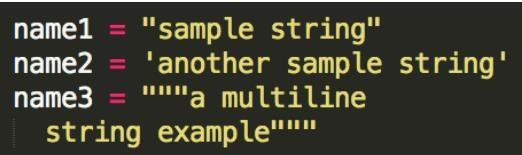 name1 = "sample string"
name2 = 'another sample string'
name3 = """a multiline
  string example"""